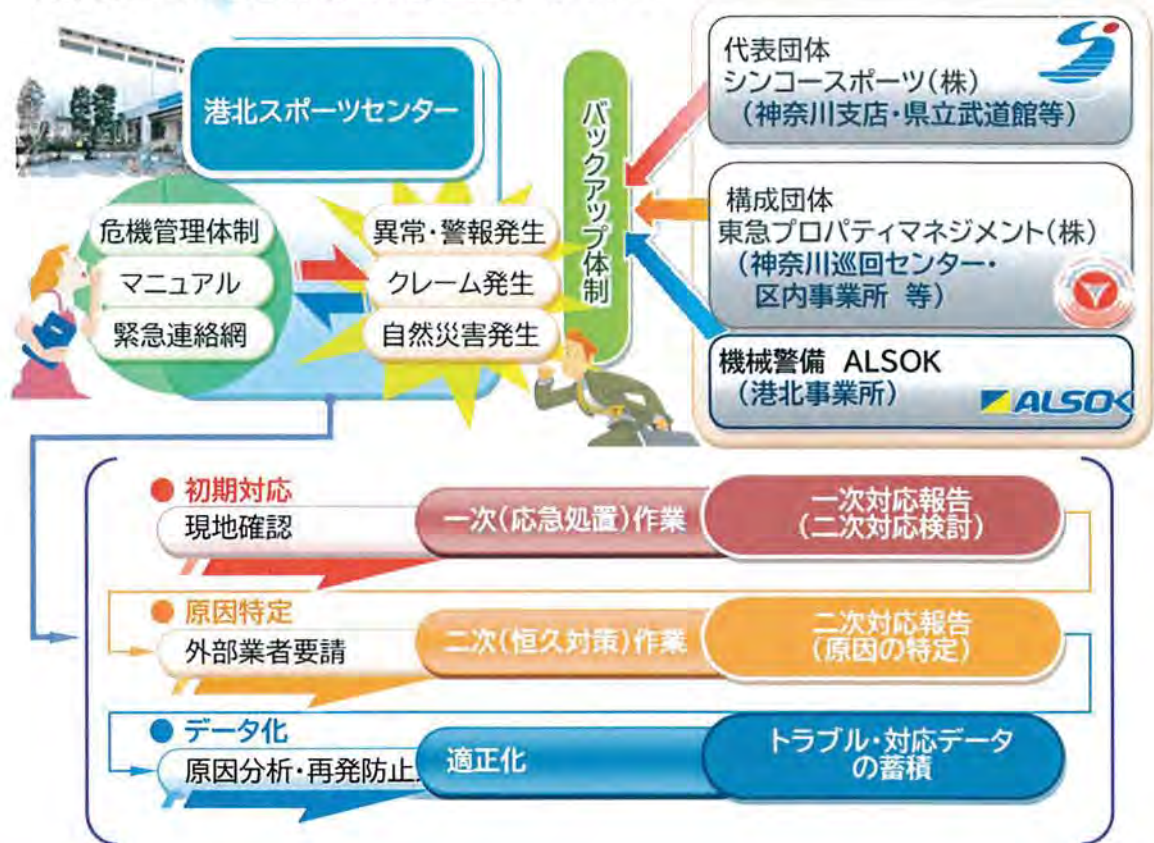 港北スポーツセンター
危機管理体制
マニュアル
緊急連絡網
異常・警報発生
クレーム発生
自然災害発生
バックアップ体制
代表団体
シンコースポーツ(株)
(神奈川支店・県立武道館等)
構成団体
東急プロパティマネジメント(株)
(神奈川巡回センター・
区内事業所 等)
機械警備 ALSOK
(港北事業所)
ALSOK
● 初期対応
現地確認
一次(応急処置)作業
一次対応報告
(二次対応検討)
● 原因特定
外部業者要請
二次(恒久対策)作業
二次対応報告
(原因の特定)
● データ化
原因分析・再発防止
適正化
トラブル・対応データ
の蓄積